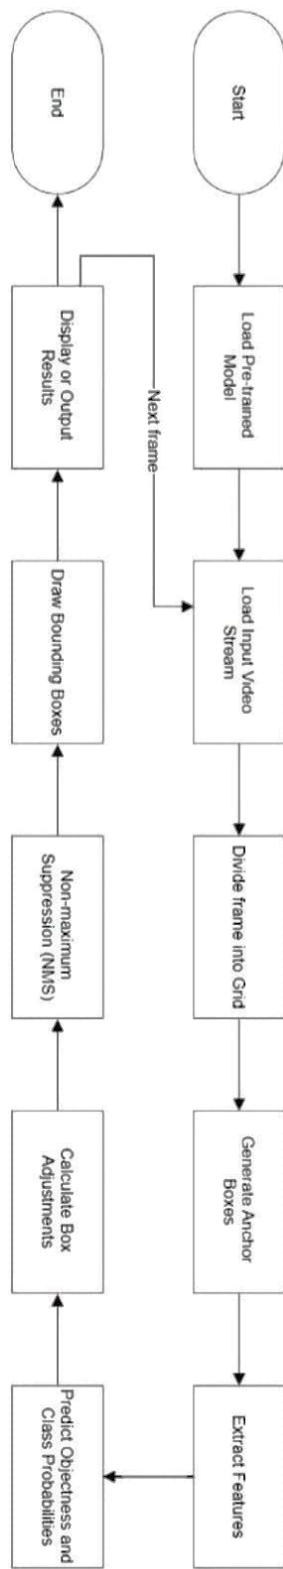 Start
Load Pre-trained
Model
Load Input Video
Stream
Divide frame into Grid
Generate Anchor
Boxes
Extract Features
Predict Objectness and
Class Probabilities
Calculate Box
Adjustments
Non-maximum
Suppression (NMS)
Draw Bounding Boxes
Display or Output
Results
Next frame
End